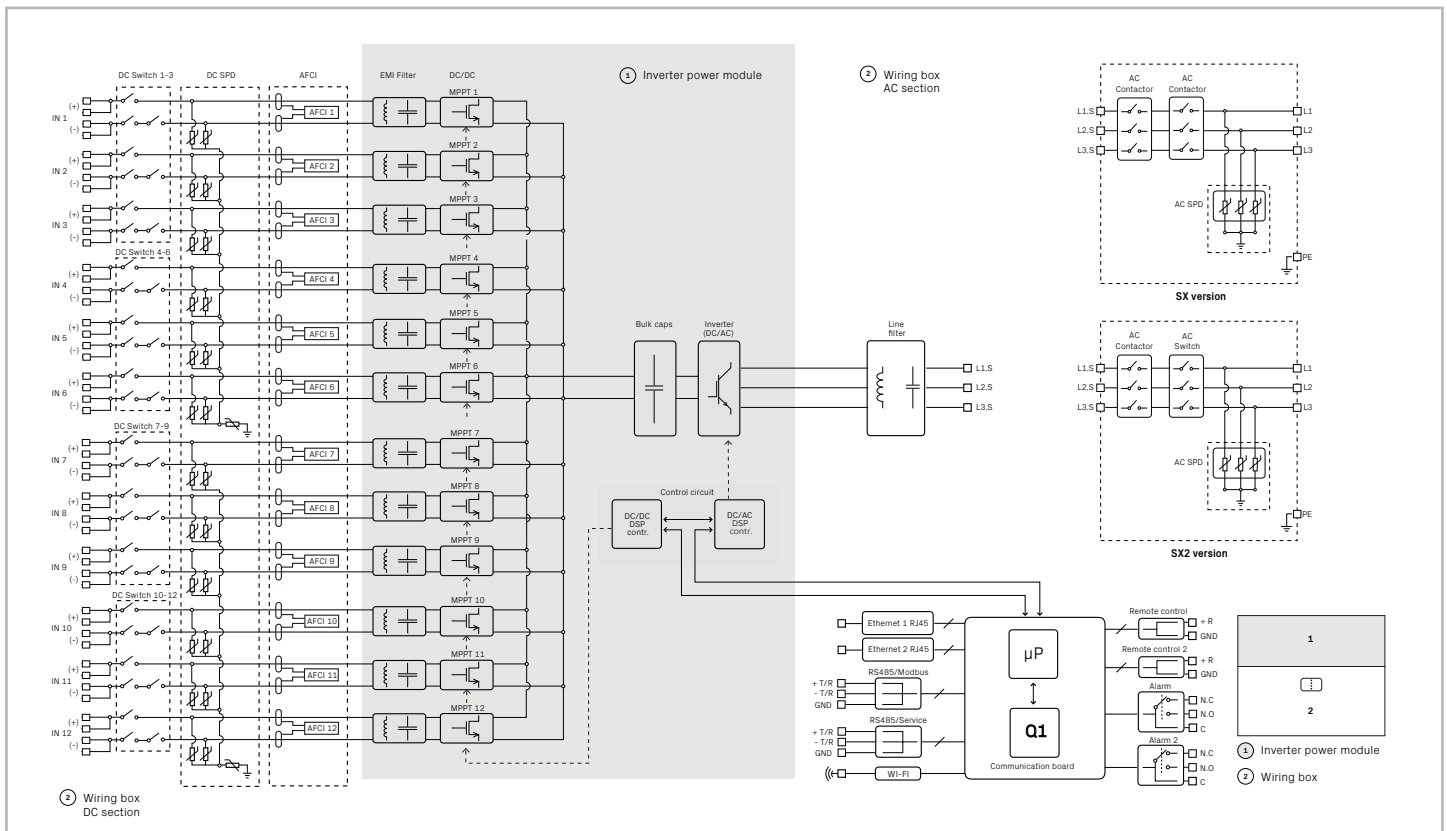 DC Switch 1-3
DC SPD
AFCI
EMI Filter
DC/DC
1 Inverter power module
2 Wiring box
AC section
(+)
IN 1
(-)
AFCI 1
MPPT 1
(+)
IN 2
(-)
AFCI 2
MPPT 2
(+)
IN 3
(-)
AFCI 3
MPPT 3
DC Switch 4-6
(+)
IN 4
(-)
AFCI 4
MPPT 4
(+)
IN 5
(-)
AFCI 5
MPPT 5
(+)
IN 6
(-)
AFCI 6
MPPT 6
DC Switch 7-9
(+)
IN 7
(-)
AFCI 7
MPPT 7
(+)
IN 8
(-)
AFCI 8
MPPT 8
(+)
IN 9
(-)
AFCI 9
MPPT 9
DC Switch 10-12
(+)
IN 10
(-)
AFCI 10
MPPT 10
(+)
IN 11
(-)
AFCI 11
MPPT 11
(+)
IN 12
(-)
AFCI 12
MPPT 12
2 Wiring box
DC section
Bulk caps
Inverter
(DC/AC)
Line
filter
L1,S
L2,S
L3,S
Control circuit
DC/DC
DSP
contr.
DC/AC
DSP
contr.
AC
Contactor
AC
Contactor
L1,S
L2,S
L3,S
L1
L2
L3
AC SPD
PE
SX version
AC
Contactor
AC
Switch
L1,S
L2,S
L3,S
L1
L2
L3
AC SPD
PE
SX2 version
Ethernet 1 RJ45
Ethernet 2 RJ45
RS485/Modbus
+ T/R
- T/R
GND
RS485/Service
+ T/R
- T/R
GND
WI-FI
µP
Q1
Communication board
Remote control
+ R
GND
Remote control 2
+ R
GND
Alarm
N.C
N.O
C
Alarm 2
N.C
N.O
C
1
2
1 Inverter power module
2 Wiring box